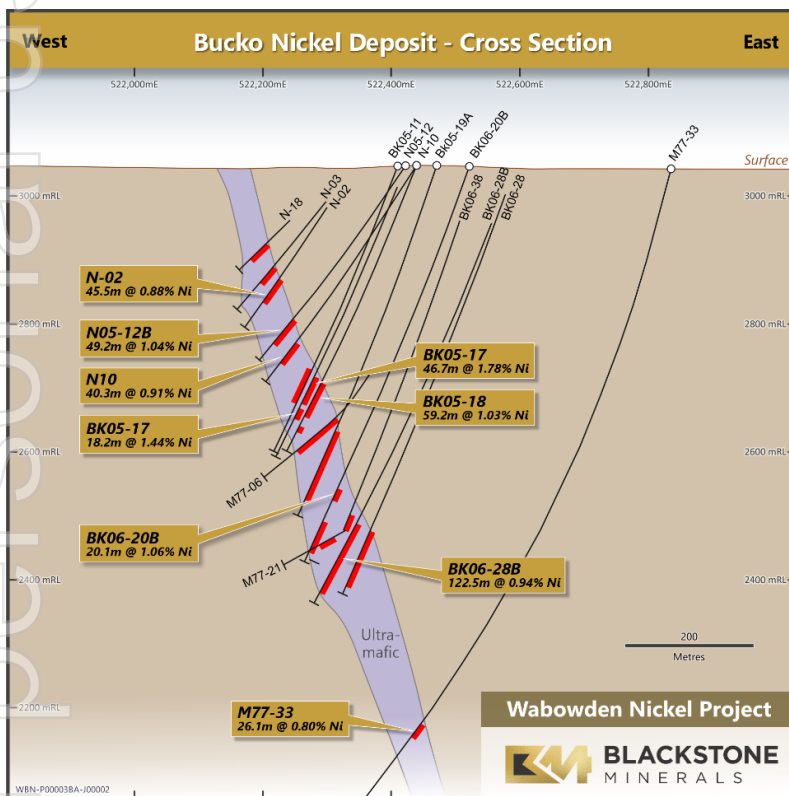 West
Bucko Nickel Deposit - Cross Section
East
522,000mE
522,200mE
522,400mE
522,600mE
522,800mE
BK05-11
N05-12
N-10
Bk05-19A
BK06-20B
M77-33
Surface
3000 mRL
3000 mRL
N-18
N-03
N-02
BK06-38
BK06-28B
BK06-28
N-02
45.5m @ 0.88% Ni
2800 mRL
2800 mRL
N05-12B
49.2m @ 1.04% Ni
BK05-17
46.7m @ 1.78% Ni
N10
40.3m @ 0.91% Ni
BK05-18
59.2m @ 1.03% Ni
BK05-17
18.2m @ 1.44% Ni
2600 mRL
2600 mRL
M77-06
BK06-20B
20.1m @ 1.06% Ni
M77-21
BK06-28B
122.5m @ 0.94% Ni
2400 mRL
2400 mRL
Ultra-
mafic
200
Metres
2200 mRL
M77-33
26.1m @ 0.80% Ni
Wabowden Nickel Project
BLACKSTONE
MINERALS
WBN-P00003BA-J00002